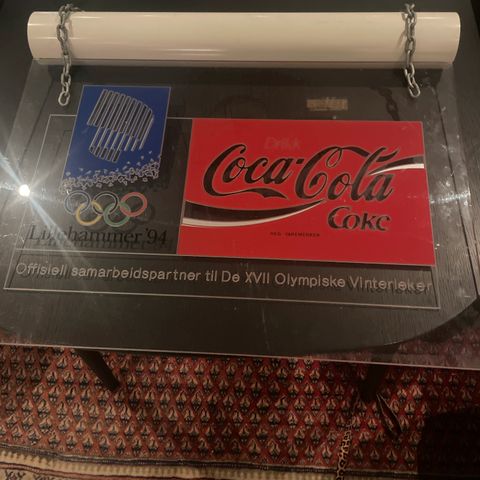 Drikk
Coca-Cola
Coke
REG. VAREMERKER
Lillehammer '94
Offisiell samarbeidspartner til De XVII Olympiske Vinterleker